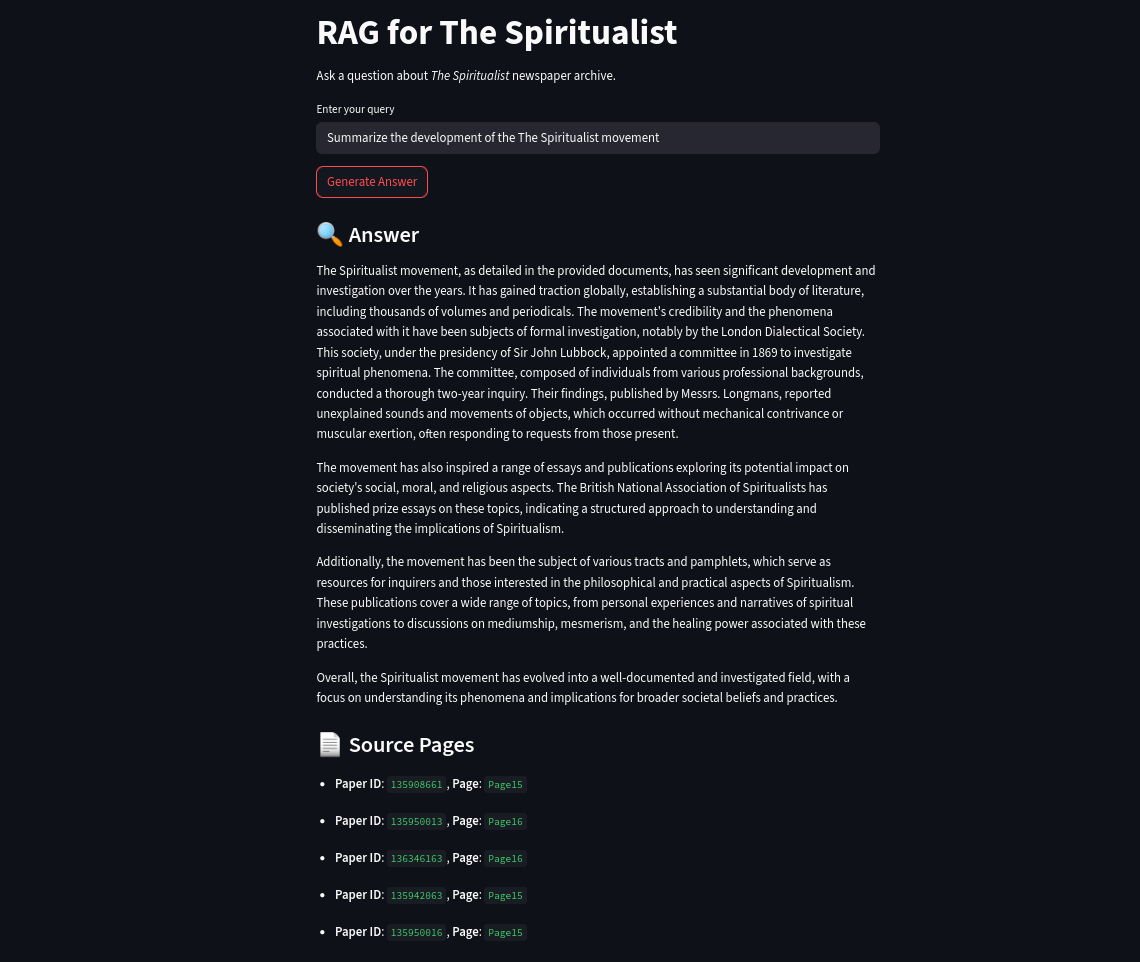 RAG for The Spiritualist
Ask a question about The Spiritualist newspaper archive.
Enter your query
Summarize the development of the The Spiritualist movement
Generate Answer
🔍 Answer
The Spiritualist movement, as detailed in the provided documents, has seen significant development and
investigation over the years. It has gained traction globally, establishing a substantial body of literature,
including thousands of volumes and periodicals. The movement's credibility and the phenomena
associated with it have been subjects of formal investigation, notably by the London Dialectical Society.
This society, under the presidency of Sir John Lubbock, appointed a committee in 1869 to investigate
spiritual phenomena. The committee, composed of individuals from various professional backgrounds,
conducted a thorough two-year inquiry. Their findings, published by Messrs. Longmans, reported
unexplained sounds and movements of objects, which occurred without mechanical contrivance or
muscular exertion, often responding to requests from those present.
The movement has also inspired a range of essays and publications exploring its potential impact on
society's social, moral, and religious aspects. The British National Association of Spiritualists has
published prize essays on these topics, indicating a structured approach to understanding and
disseminating the implications of Spiritualism.
Additionally, the movement has been the subject of various tracts and pamphlets, which serve as
resources for inquirers and those interested in the philosophical and practical aspects of Spiritualism.
These publications cover a wide range of topics, from personal experiences and narratives of spiritual
investigations to discussions on mediumship, mesmerism, and the healing power associated with these
practices.
Overall, the Spiritualist movement has evolved into a well-documented and investigated field, with a
focus on understanding its phenomena and implications for broader societal beliefs and practices.
📄 Source Pages
• Paper ID: 135908661, Page: Page15
• Paper ID: 135950013, Page: Page16
• Paper ID: 136346163, Page: Page16
• Paper ID: 135942063, Page: Page15
• Paper ID: 135950016, Page: Page15